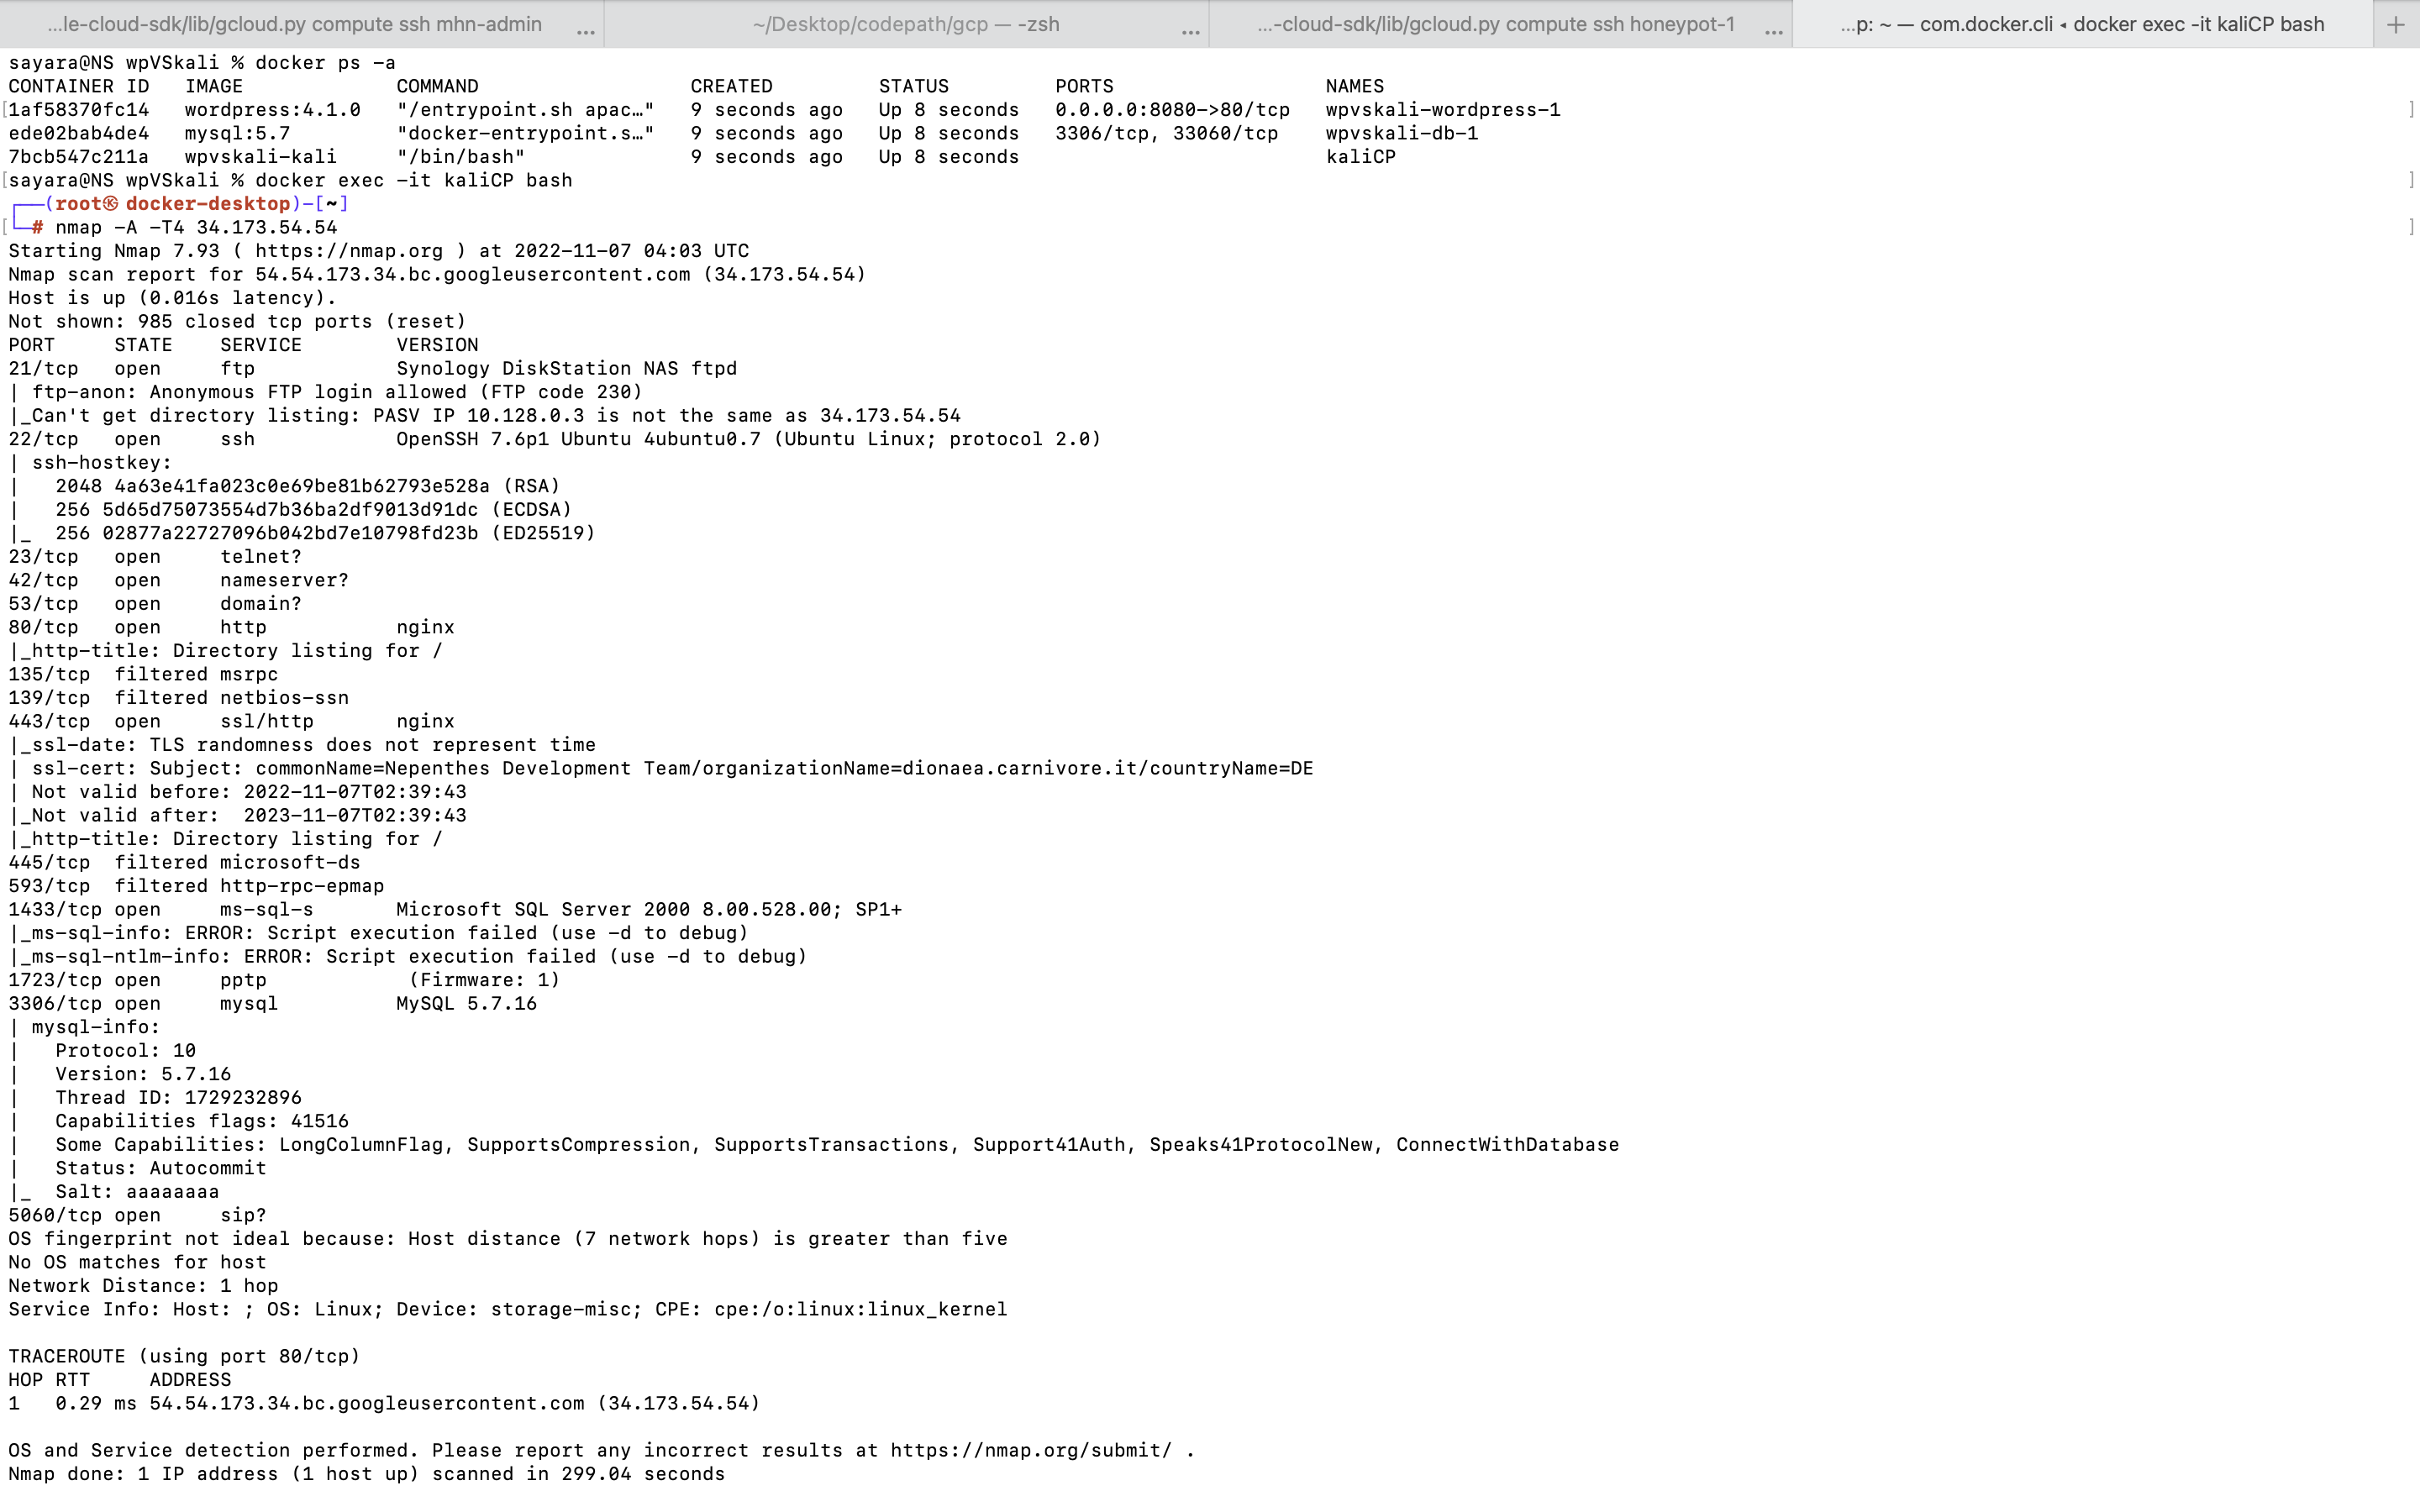 ...le-cloud-sdk/lib/gcloud.py compute ssh mhn-admin ... ~/Desktop/codepath/gcp — -zsh ... ...-cloud-sdk/lib/gcloud.py compute ssh honeypot-1 ... ...p: ~ — com.docker.cli ◂ docker exec -it kaliCP bash +
sayara@NS wpVSkali % docker ps -a
CONTAINER ID   IMAGE             COMMAND                  CREATED         STATUS         PORTS                  NAMES
[1af58370fc14   wordpress:4.1.0   "/entrypoint.sh apac…"   9 seconds ago   Up 8 seconds   0.0.0.0:8080->80/tcp   wpvskali-wordpress-1 ]
ede02bab4de4   mysql:5.7         "docker-entrypoint.s…"   9 seconds ago   Up 8 seconds   3306/tcp, 33060/tcp    wpvskali-db-1
7bcb547c211a   wpvskali-kali     "/bin/bash"              9 seconds ago   Up 8 seconds                          kaliCP
[sayara@NS wpVSkali % docker exec -it kaliCP bash ]
┌──(root㉿ docker-desktop)-[~]
[└─# nmap -A -T4 34.173.54.54 ]
Starting Nmap 7.93 ( https://nmap.org ) at 2022-11-07 04:03 UTC
Nmap scan report for 54.54.173.34.bc.googleusercontent.com (34.173.54.54)
Host is up (0.016s latency).
Not shown: 985 closed tcp ports (reset)
PORT     STATE    SERVICE        VERSION
21/tcp   open     ftp            Synology DiskStation NAS ftpd
| ftp-anon: Anonymous FTP login allowed (FTP code 230)
|_Can't get directory listing: PASV IP 10.128.0.3 is not the same as 34.173.54.54
22/tcp   open     ssh            OpenSSH 7.6p1 Ubuntu 4ubuntu0.7 (Ubuntu Linux; protocol 2.0)
| ssh-hostkey:
|   2048 4a63e41fa023c0e69be81b62793e528a (RSA)
|   256 5d65d75073554d7b36ba2df9013d91dc (ECDSA)
|_  256 02877a22727096b042bd7e10798fd23b (ED25519)
23/tcp   open     telnet?
42/tcp   open     nameserver?
53/tcp   open     domain?
80/tcp   open     http           nginx
|_http-title: Directory listing for /
135/tcp  filtered msrpc
139/tcp  filtered netbios-ssn
443/tcp  open     ssl/http       nginx
|_ssl-date: TLS randomness does not represent time
| ssl-cert: Subject: commonName=Nepenthes Development Team/organizationName=dionaea.carnivore.it/countryName=DE
| Not valid before: 2022-11-07T02:39:43
|_Not valid after:  2023-11-07T02:39:43
|_http-title: Directory listing for /
445/tcp  filtered microsoft-ds
593/tcp  filtered http-rpc-epmap
1433/tcp open     ms-sql-s       Microsoft SQL Server 2000 8.00.528.00; SP1+
|_ms-sql-info: ERROR: Script execution failed (use -d to debug)
|_ms-sql-ntlm-info: ERROR: Script execution failed (use -d to debug)
1723/tcp open     pptp            (Firmware: 1)
3306/tcp open     mysql          MySQL 5.7.16
| mysql-info:
|   Protocol: 10
|   Version: 5.7.16
|   Thread ID: 1729232896
|   Capabilities flags: 41516
|   Some Capabilities: LongColumnFlag, SupportsCompression, SupportsTransactions, Support41Auth, Speaks41ProtocolNew, ConnectWithDatabase
|   Status: Autocommit
|_  Salt: aaaaaaaa
5060/tcp open     sip?
OS fingerprint not ideal because: Host distance (7 network hops) is greater than five
No OS matches for host
Network Distance: 1 hop
Service Info: Host: ; OS: Linux; Device: storage-misc; CPE: cpe:/o:linux:linux_kernel
TRACEROUTE (using port 80/tcp)
HOP RTT     ADDRESS
1   0.29 ms 54.54.173.34.bc.googleusercontent.com (34.173.54.54)
OS and Service detection performed. Please report any incorrect results at https://nmap.org/submit/ .
Nmap done: 1 IP address (1 host up) scanned in 299.04 seconds